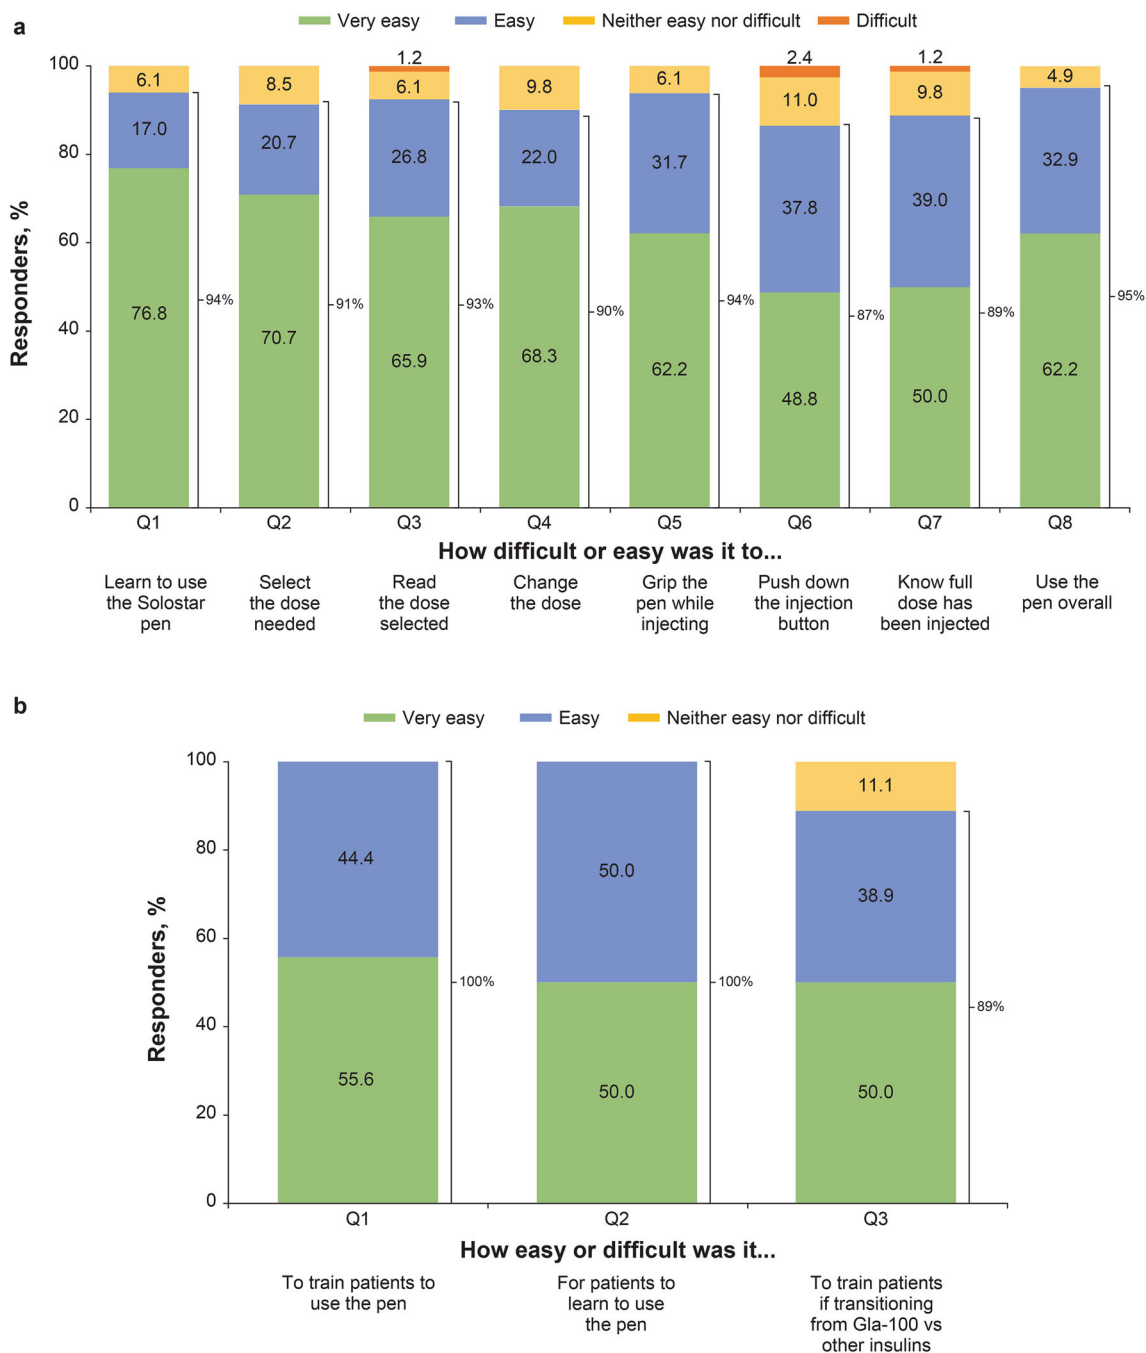 a
Very easy
Easy
Neither easy nor difficult
Difficult
Responders, %
100
80
60
40
20
0
6.1
17.0
76.8
94%
8.5
20.7
70.7
91%
1.2
6.1
26.8
65.9
93%
9.8
22.0
68.3
90%
6.1
31.7
62.2
94%
2.4
11.0
37.8
48.8
87%
1.2
9.8
39.0
50.0
89%
4.9
32.9
62.2
95%
Q1
Q2
Q3
Q4
Q5
Q6
Q7
Q8
How difficult or easy was it to...
Learn to use
the Solostar
pen
Select
the dose
needed
Read
the dose
selected
Change
the dose
Grip the
pen while
injecting
Push down
the injection
button
Know full
dose has
been injected
Use the
pen overall
b
Very easy
Easy
Neither easy nor difficult
Responders, %
100
80
60
40
20
0
44.4
55.6
100%
50.0
50.0
100%
11.1
38.9
50.0
89%
Q1
Q2
Q3
How easy or difficult was it...
To train patients to
use the pen
For patients to
learn to use
the pen
To train patients
if transitioning
from Gla-100 vs
other insulins